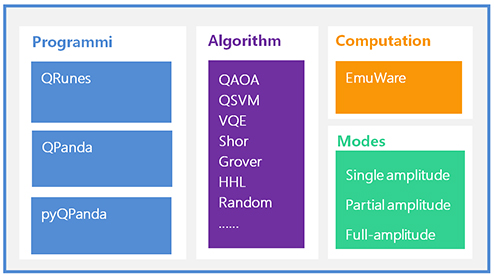 Programmi
QRunes
QPanda
pyQPanda
Algorithm
QAOA
QSVM
VQE
Shor
Grover
HHL
Random
......
Computation
EmuWare
Modes
Single amplitude
Partial amplitude
Full-amplitude